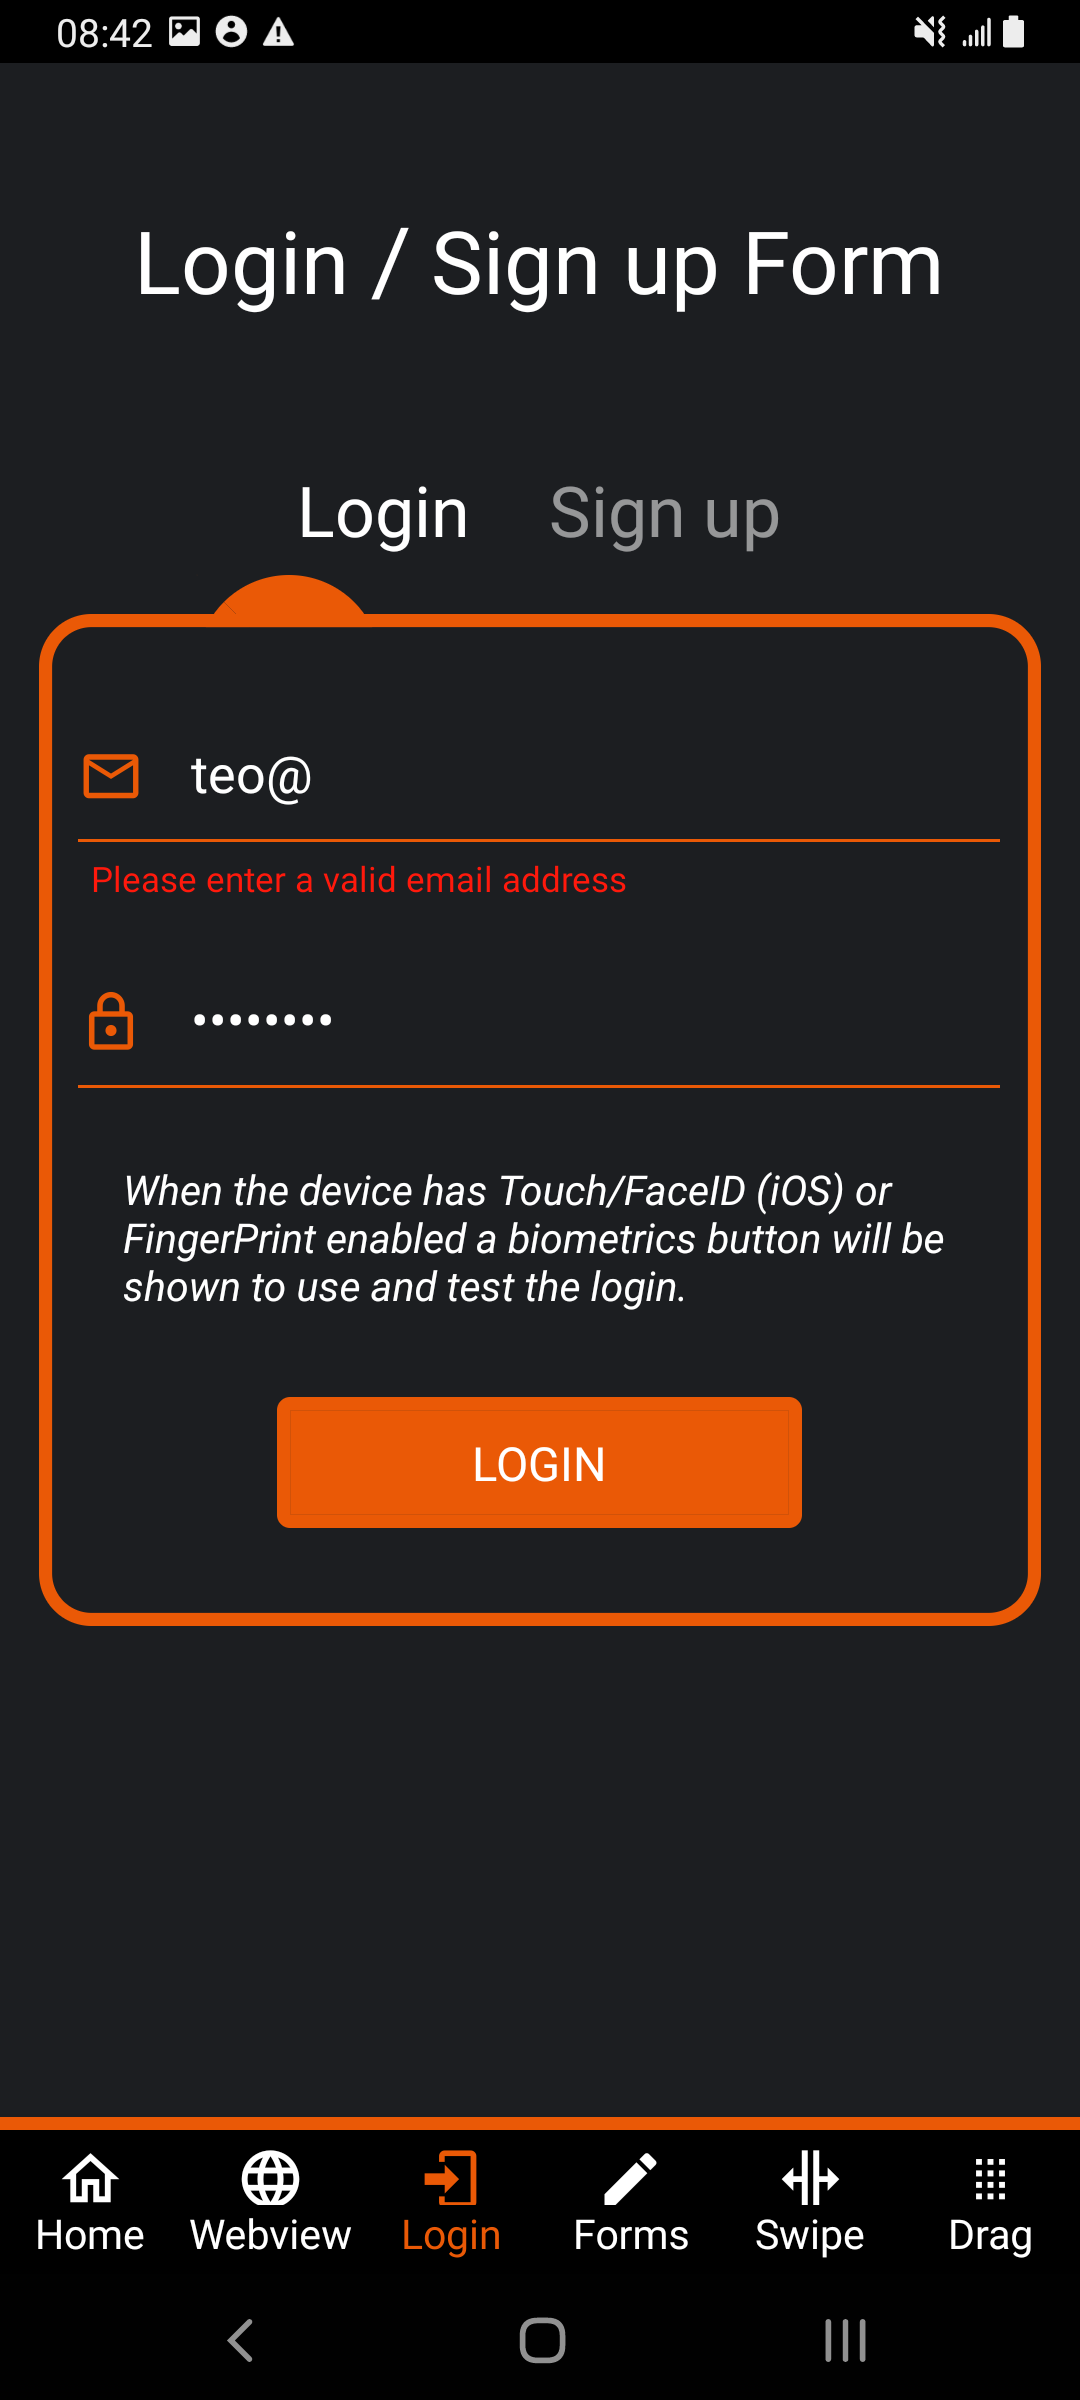 08:42
Login / Sign up Form
Login Sign up
teo@
Please enter a valid email address
••••••••
When the device has Touch/FaceID (iOS) or
FingerPrint enabled a biometrics button will be
shown to use and test the login.
LOGIN
Home Webview Login Forms Swipe Drag